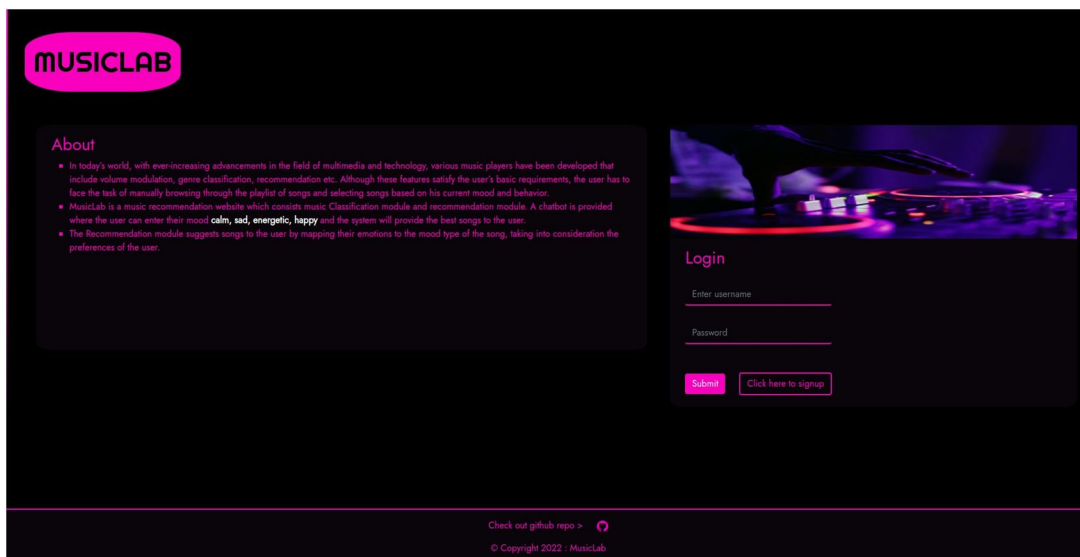 MUSICLAB
About
In today's world, with ever-increasing advancements in the field of multimedia and technology, various music players have been developed that
include volume modulation, genre classification, recommendation etc. Although these features satisfy the user's basic requirements, the user has to
face the task of manually browsing through the playlist of songs and selecting songs based on his current mood and behavior.
MusicLab is a music recommendation website which consists music Classification module and recommendation module. A chatbot is provided
where the user can enter their mood calm, sad, energetic, happy and the system will provide the best songs to the user.
The Recommendation module suggests songs to the user by mapping their emotions to the mood type of the song, taking into consideration the
preferences of the user.
Login
Enter username
Password
Submit
Click here to signup
Check out github repo >
© Copyright 2022 : MusicLab